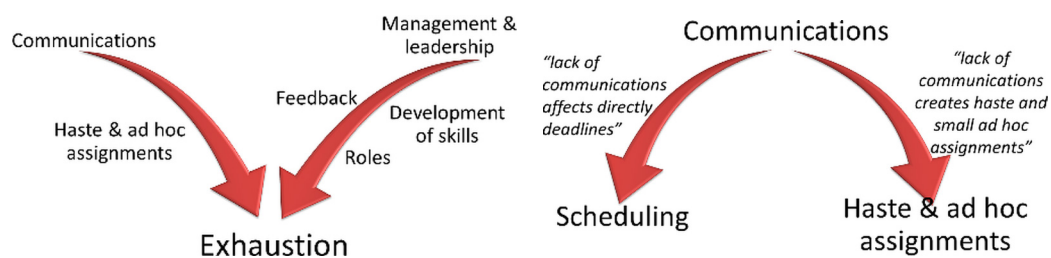 Communications
Management &
leadership
Feedback
Development
of skills
Haste & ad hoc
assignments
Roles
Exhaustion
Communications
"lack of
communications
affects directly
deadlines"
"lack of
communications
creates haste and
small ad hoc
assignments"
Scheduling
Haste & ad hoc
assignments